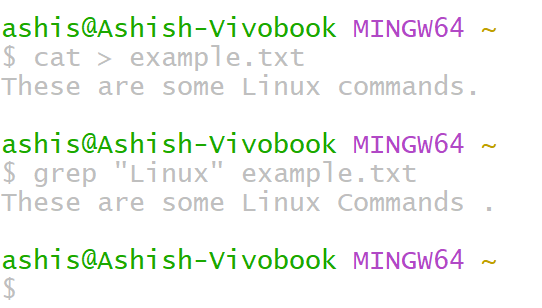 ashis@Ashish-Vivobook MINGW64 ~
$ cat > example.txt
These are some Linux commands.
ashis@Ashish-Vivobook MINGW64 ~
$ grep "Linux" example.txt
These are some Linux Commands .
ashis@Ashish-Vivobook MINGW64 ~
$